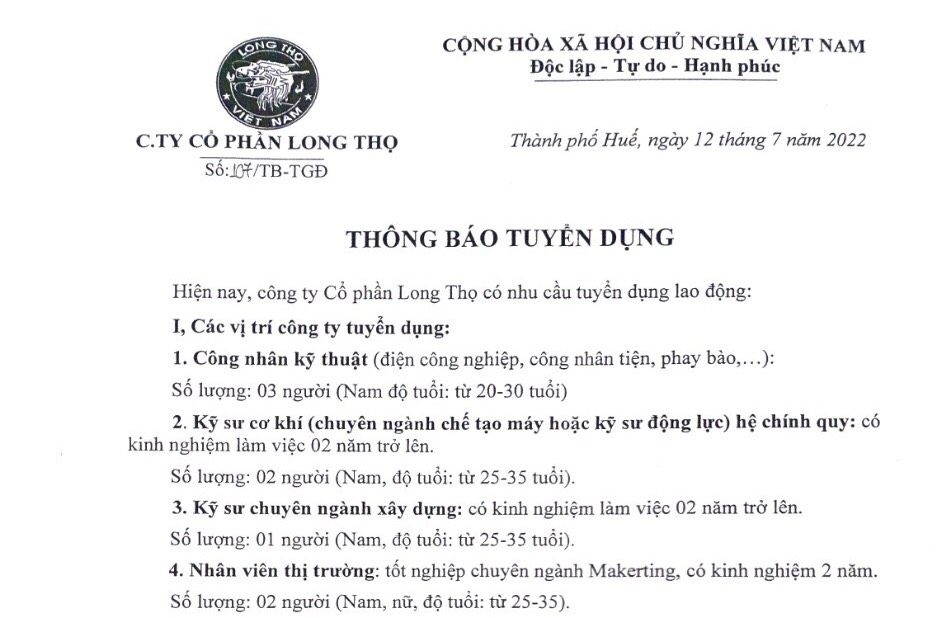 LONG THỌ
VIỆT NAM
C.TY CỔ PHẦN LONG THỌ
Số:107/TB-TGĐ
CỘNG HÒA XÃ HỘI CHỦ NGHĨA VIỆT NAM
Độc lập - Tự do - Hạnh phúc
Thành phố Huế, ngày 12 tháng 7 năm 2022
THÔNG BÁO TUYỂN DỤNG
Hiện nay, công ty Cổ phần Long Thọ có nhu cầu tuyển dụng lao động:
I, Các vị trí công ty tuyển dụng:
1. Công nhân kỹ thuật (điện công nghiệp, công nhân tiện, phay bào,…):
Số lượng: 03 người (Nam độ tuổi: từ 20-30 tuổi)
2. Kỹ sư cơ khí (chuyên ngành chế tạo máy hoặc kỹ sư động lực) hệ chính quy: có
kinh nghiệm làm việc 02 năm trở lên.
Số lượng: 02 người (Nam, độ tuổi: từ 25-35 tuổi).
3. Kỹ sư chuyên ngành xây dựng: có kinh nghiệm làm việc 02 năm trở lên.
Số lượng: 01 người (Nam, độ tuổi: từ 25-35 tuổi).
4. Nhân viên thị trường: tốt nghiệp chuyên ngành Makerting, có kinh nghiệm 2 năm.
Số lượng: 02 người (Nam, nữ, độ tuổi: từ 25-35).